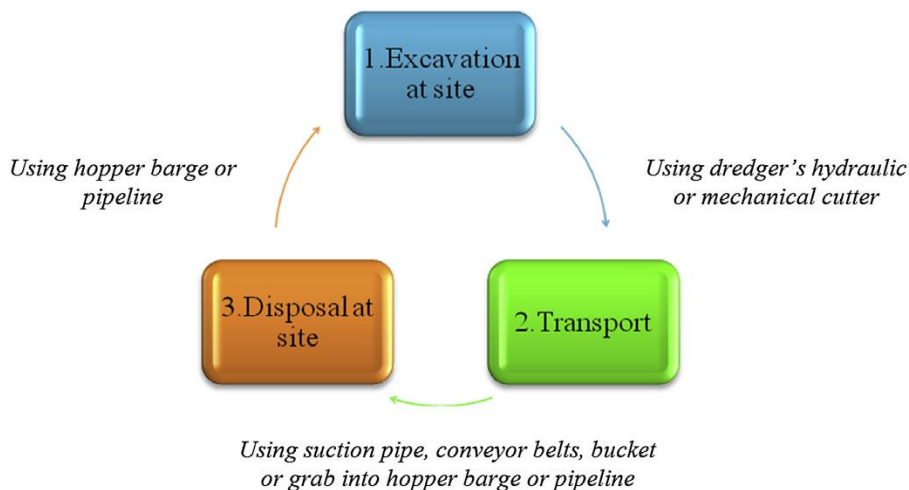 1.Excavation
at site
Using hopper barge or
pipeline
Using dredger’s hydraulic
or mechanical cutter
3.Disposal at
site
2.Transport
Using suction pipe, conveyor belts, bucket
or grab into hopper barge or pipeline